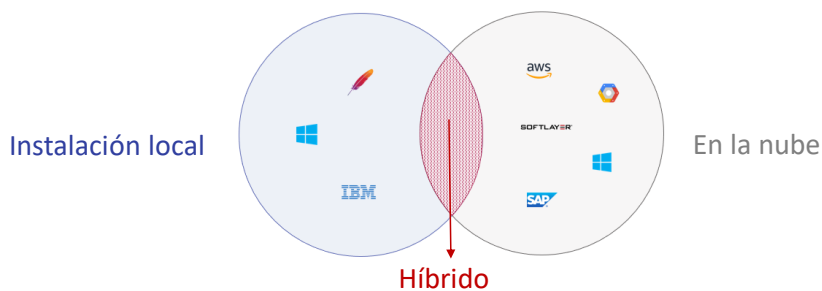 aws
SOFTLAYER
Instalación local
En la nube
IBM
SAP
Híbrido